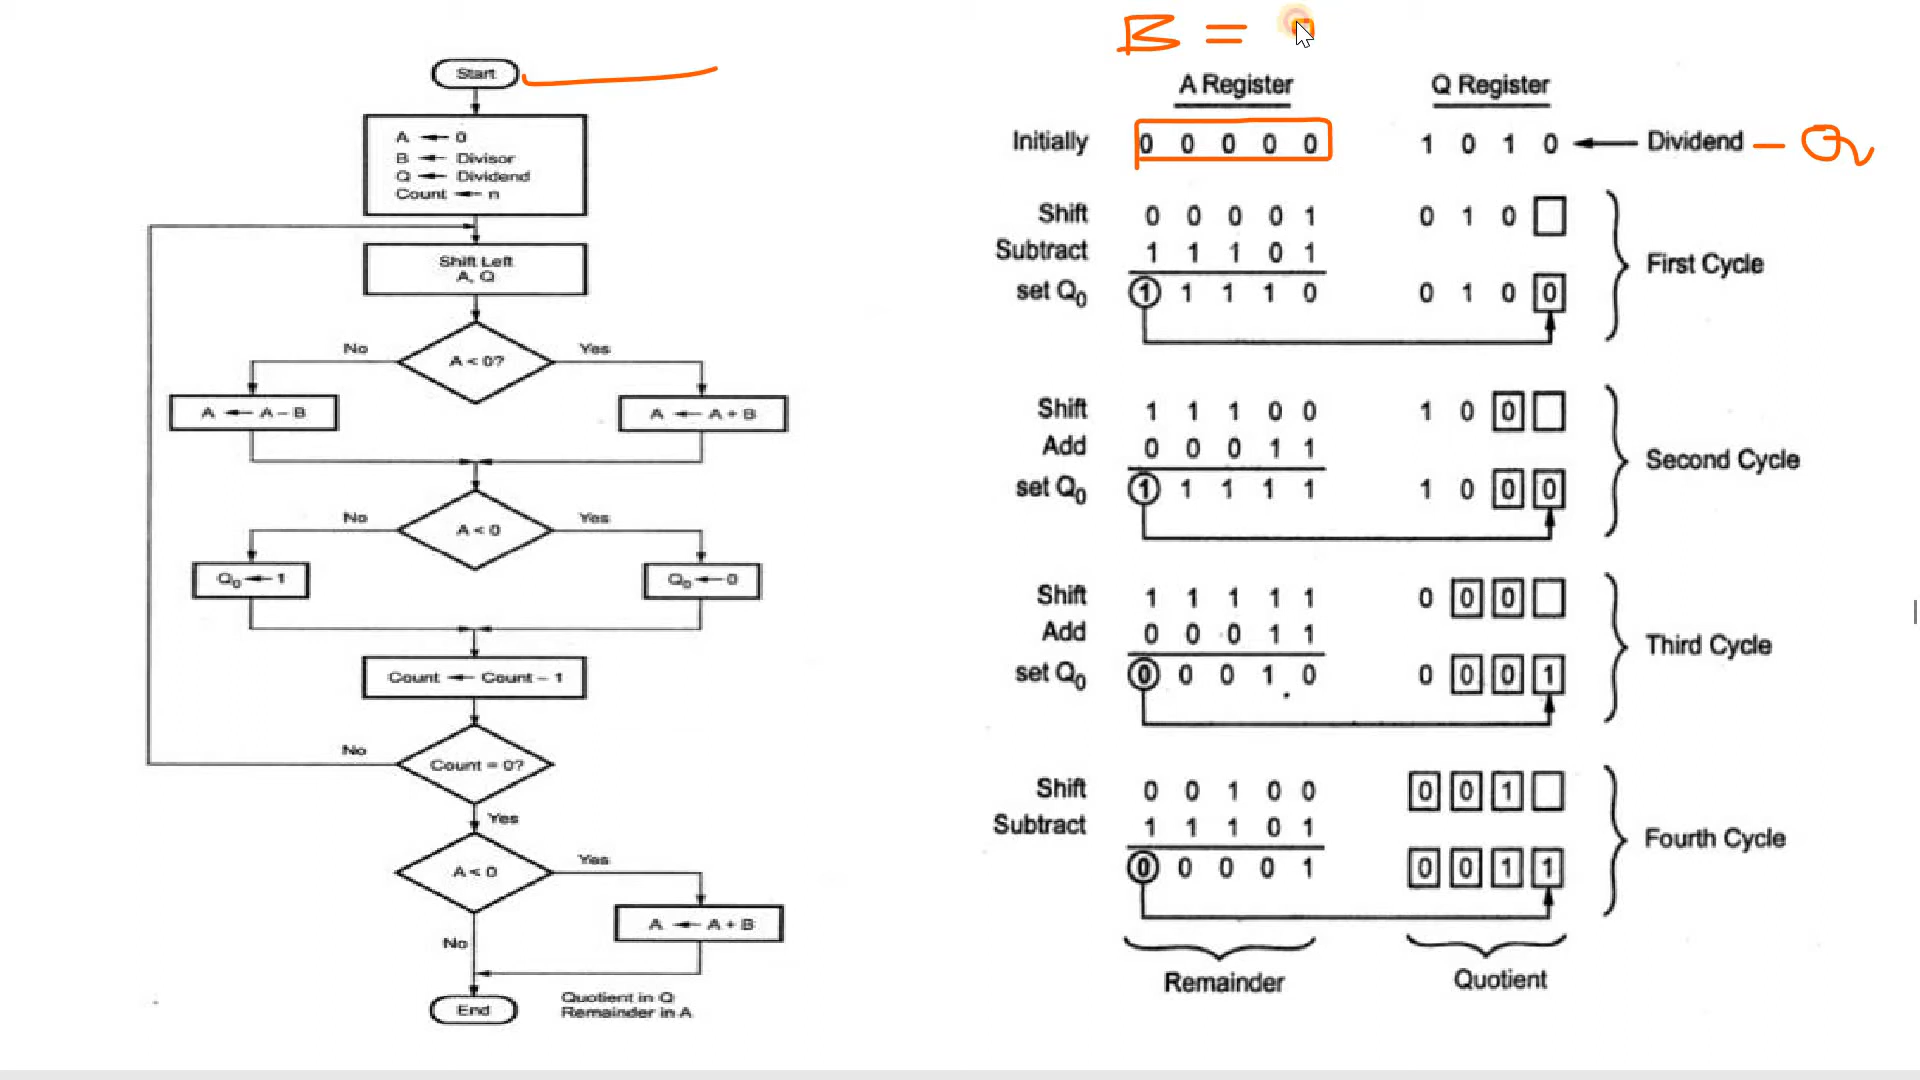 Start
A ← 0
B ← Divisor
Q ← Dividend
Count ← n
Shift Left
A, Q
A < 0?
No
Yes
A ← A – B
A ← A + B
A < 0
No
Yes
Q₀ ← 1
Q₀ ← 0
Count ← Count – 1
Count = 0?
No
Yes
A < 0
Yes
A ← A + B
No
End
Quotient in Q
Remainder in A
B =
A Register Q Register
Initially 0 0 0 0 0 1 0 1 0 ← Dividend – Q
Shift 0 0 0 0 1 0 1 0
Subtract 1 1 1 0 1
set Q₀ 1 1 1 1 0 0 1 0 0
First Cycle
Shift 1 1 1 0 0 1 0 0
Add 0 0 0 1 1
set Q₀ 1 1 1 1 1 1 0 0 0
Second Cycle
Shift 1 1 1 1 1 0 0 0
Add 0 0 0 1 1
set Q₀ 0 0 0 1 0 0 0 0 1
Third Cycle
Shift 0 0 1 0 0 0 0 1
Subtract 1 1 1 0 1
0 0 0 0 1 0 0 1 1
Fourth Cycle
Remainder Quotient